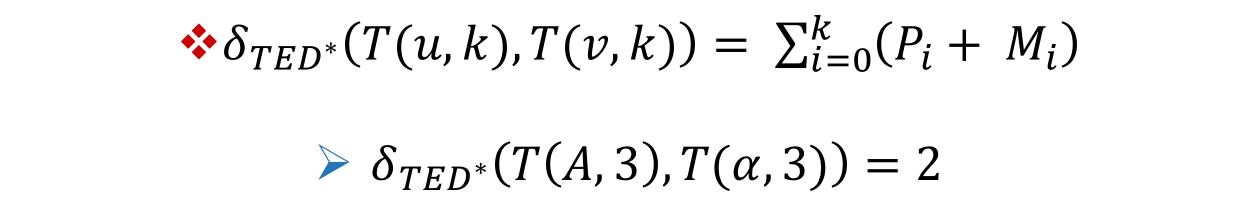 ❖δ_{TED*}(T(u, k), T(v, k)) = ∑_{i=0}^{k}(P_i + M_i)
➢ δ_{TED*}(T(A, 3), T(α, 3)) = 2